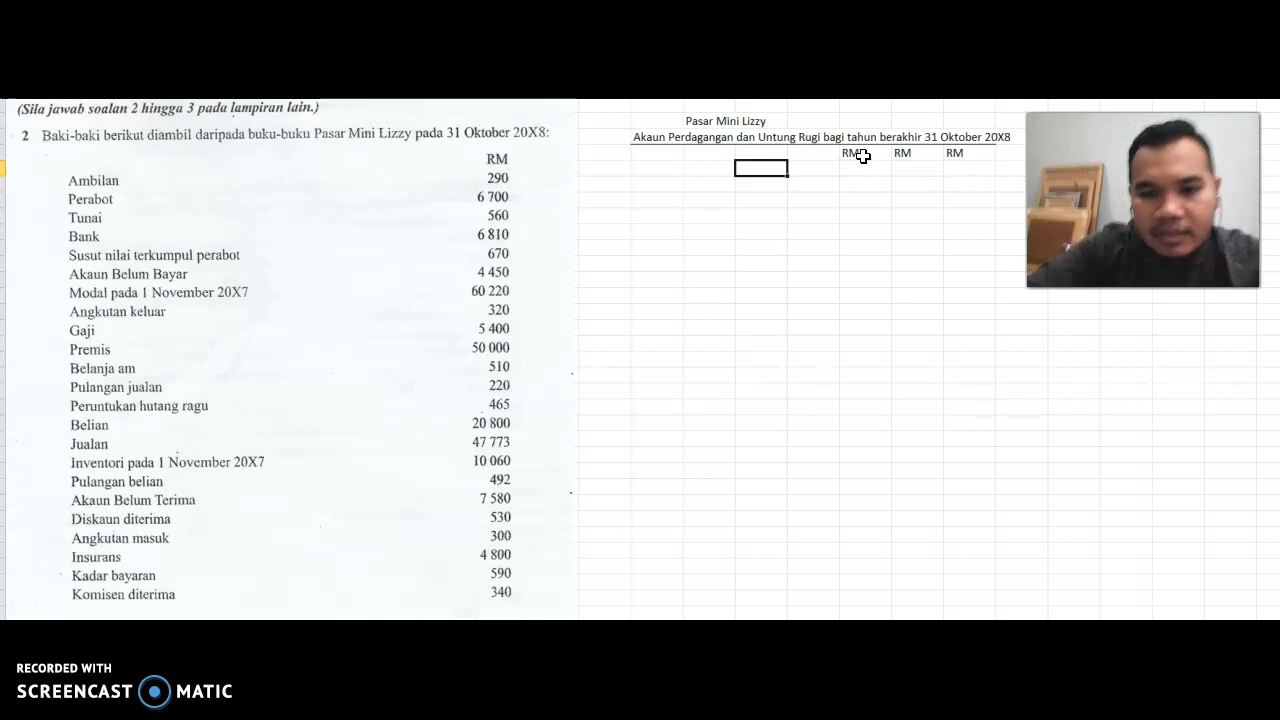 (Sila jawab soalan 2 hingga 3 pada lampiran lain.)
2 Baki-baki berikut diambil daripada buku-buku Pasar Mini Lizzy pada 31 Oktober 20X8:
RM
Ambilan 290
Perabot 6 700
Tunai 560
Bank 6 810
Susut nilai terkumpul perabot 670
Akaun Belum Bayar 4 450
Modal pada 1 November 20X7 60 220
Angkutan keluar 320
Gaji 5 400
Premis 50 000
Belanja am 510
Pulangan jualan 220
Peruntukan hutang ragu 465
Belian 20 800
Jualan 47 773
Inventori pada 1 November 20X7 10 060
Pulangan belian 492
Akaun Belum Terima 7 580
Diskaun diterima 530
Angkutan masuk 300
Insurans 4 800
Kadar bayaran 590
Komisen diterima 340
Pasar Mini Lizzy
Akaun Perdagangan dan Untung Rugi bagi tahun berakhir 31 Oktober 20X8
RM RM RM
RECORDED WITH
SCREENCAST MATIC